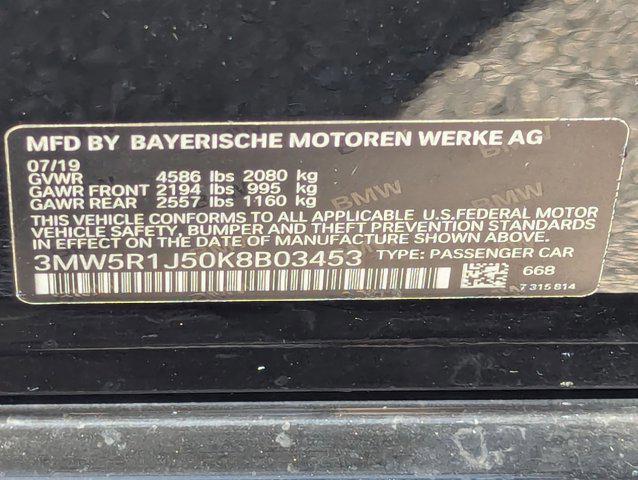 MFD BY BAYERISCHE MOTOREN WERKE AG
07/19
GVWR 4586 lbs 2080 kg
GAWR FRONT 2194 lbs 995 kg
GAWR REAR 2557 lbs 1160 kg
THIS VEHICLE CONFORMS TO ALL APPLICABLE U.S.FEDERAL MOTOR
VEHICLE SAFETY, BUMPER AND THEFT PREVENTION STANDARDS
IN EFFECT ON THE DATE OF MANUFACTURE SHOWN ABOVE
3MW5R1J50K8B03453 TYPE: PASSENGER CAR
668
7 315 814